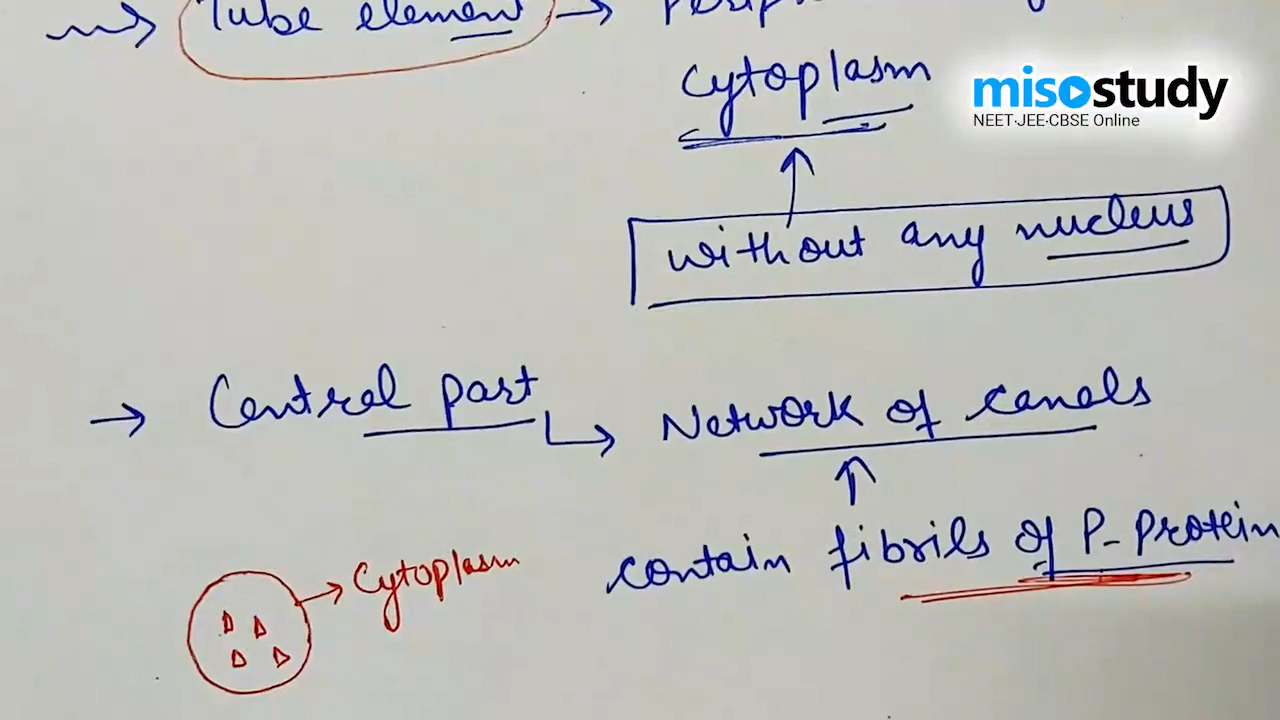 Tube element →
cytoplasm
misostudy
NEET·JEE·CBSE Online
↑
without any nucleus
→ Central part → Network of canals
↑
contain fibrils of P-protein
→ Cytoplasm